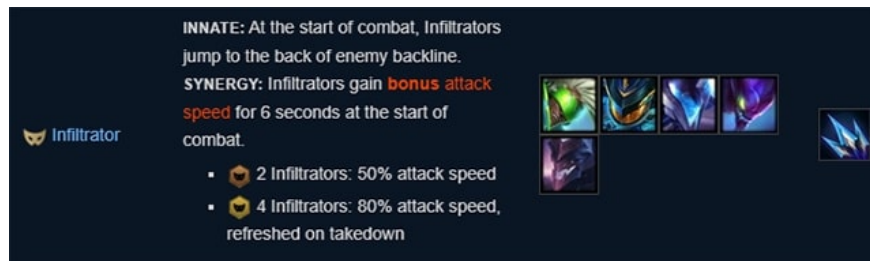 INNATE: At the start of combat, Infiltrators
jump to the back of enemy backline.
SYNERGY: Infiltrators gain bonus attack
speed for 6 seconds at the start of
combat.
Infiltrator
2 Infiltrators: 50% attack speed
4 Infiltrators: 80% attack speed,
refreshed on takedown